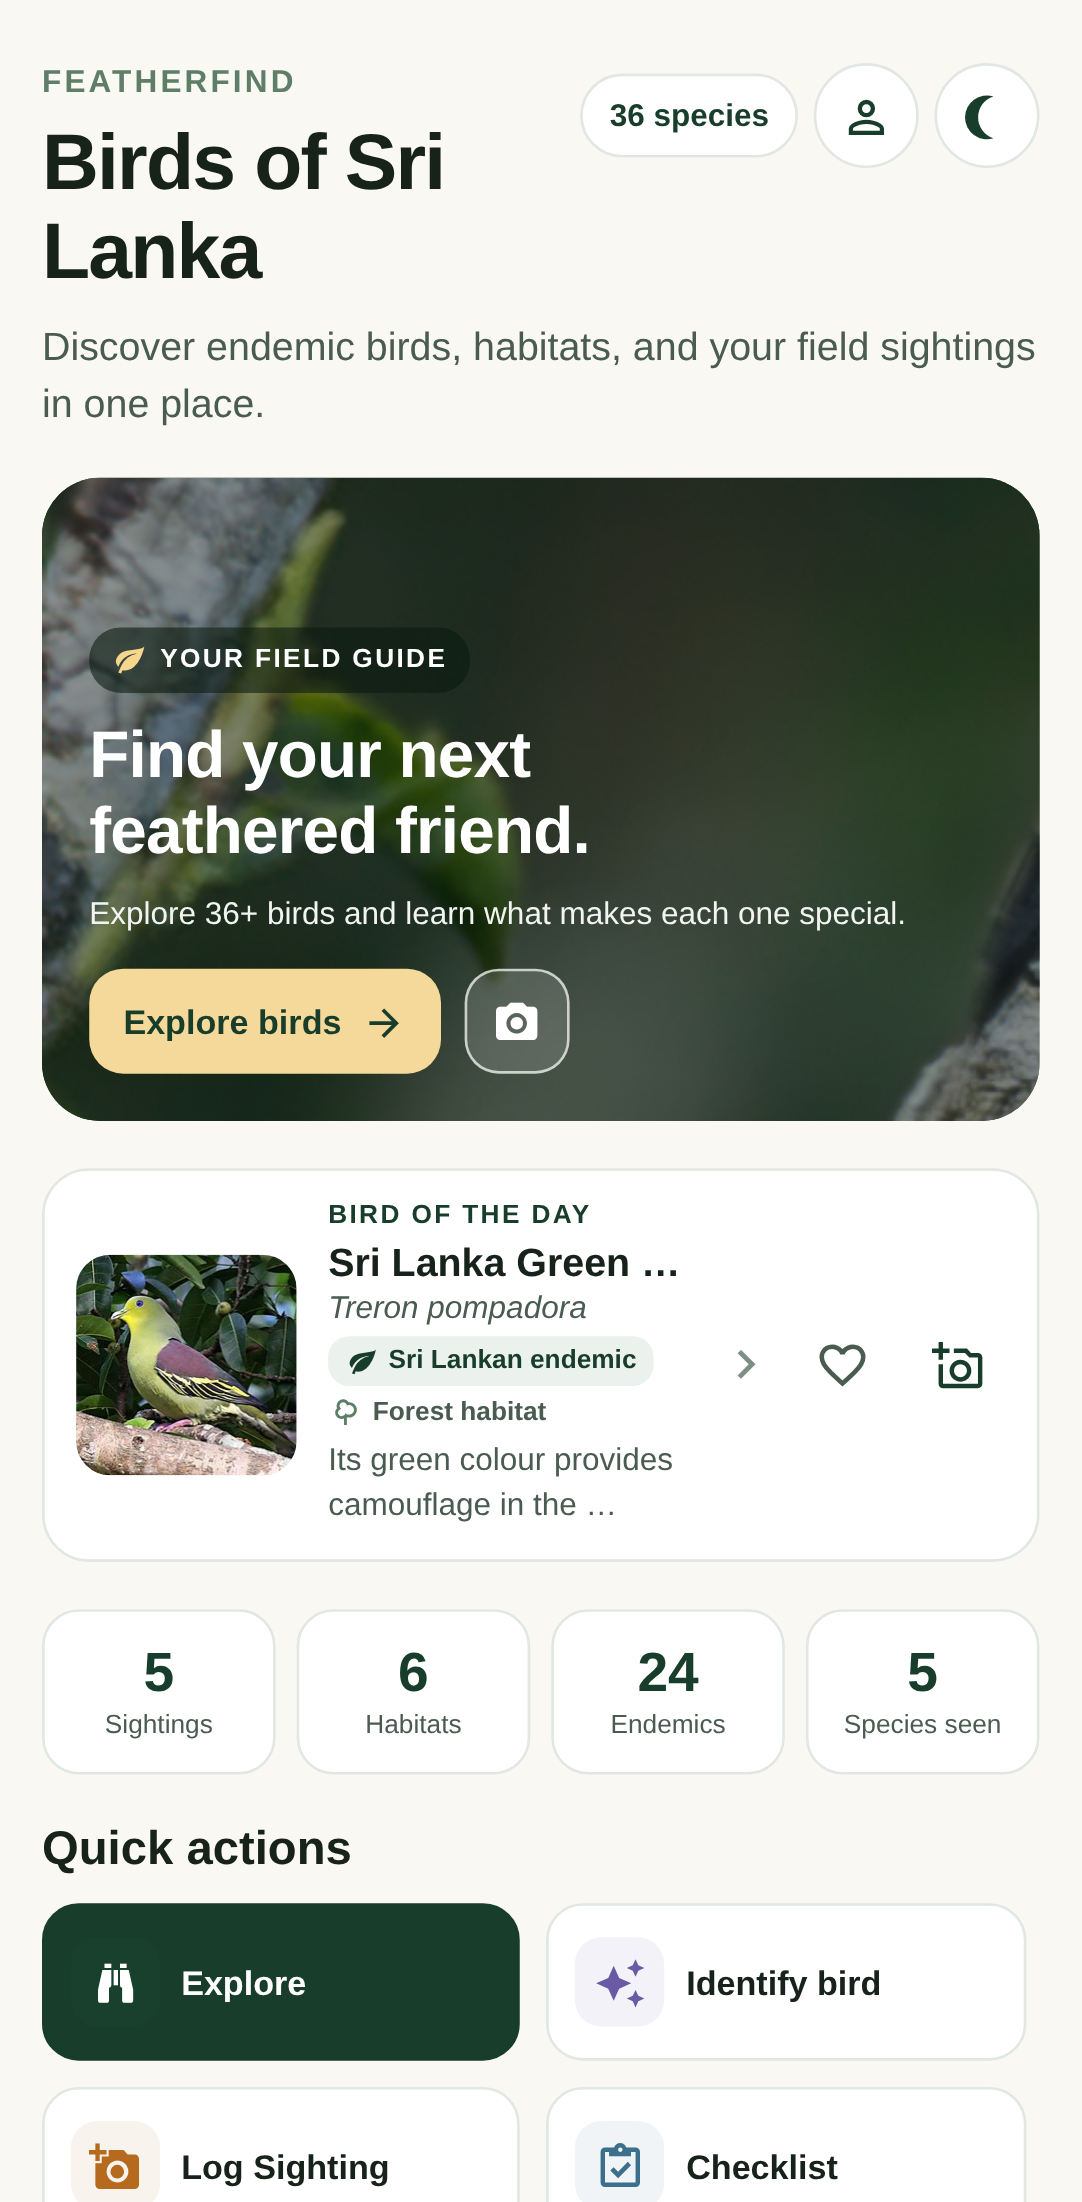 FEATHERFIND
36 species
Birds of Sri
Lanka
Discover endemic birds, habitats, and your field sightings
in one place.
YOUR FIELD GUIDE
Find your next
feathered friend.
Explore 36+ birds and learn what makes each one special.
Explore birds
BIRD OF THE DAY
Sri Lanka Green ...
Treron pompadora
Sri Lankan endemic
Forest habitat
Its green colour provides
camouflage in the ...
5
Sightings
6
Habitats
24
Endemics
5
Species seen
Quick actions
Explore
Identify bird
Log Sighting
Checklist